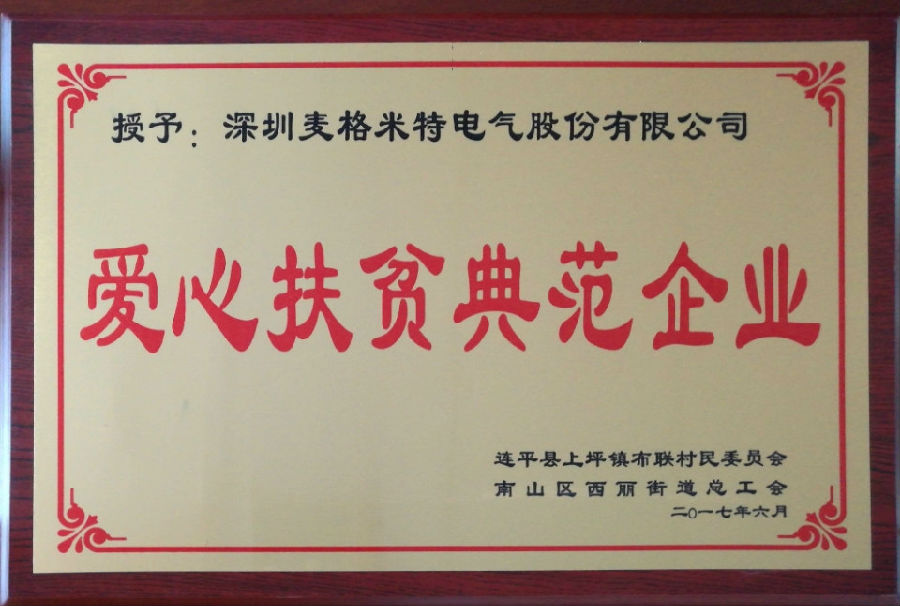 授予：深圳麦格米特电气股份有限公司
爱心扶贫典范企业
连平县上坪镇布联村民委员会
南山区西丽街道总工会
二〇一七年六月